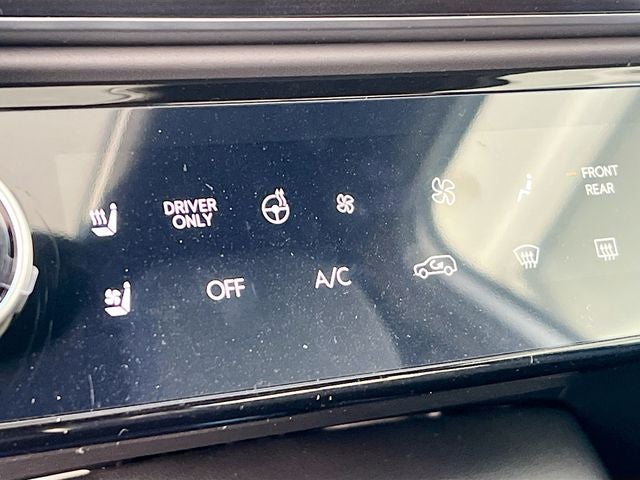 DRIVER
ONLY
FRONT
REAR
OFF
A/C